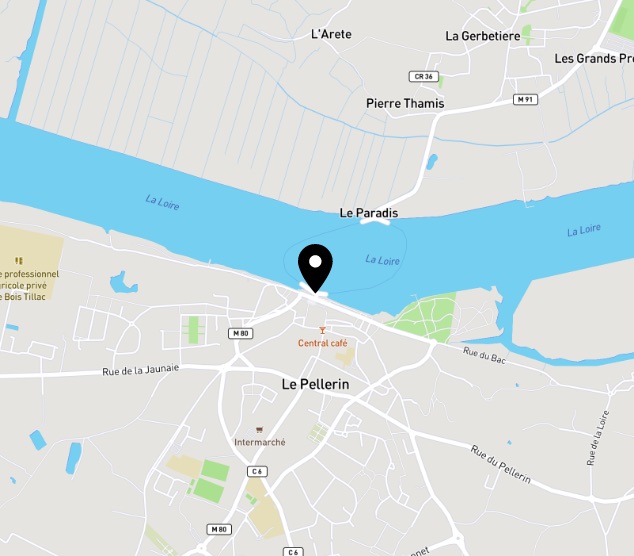 L'Arete
La Gerbetiere
Les Grands Pr
CR 36
M 91
Pierre Thamis
La Loire
Le Paradis
La Loire
La Loire
e professionnel
ricole privé
e Bois Tillac
M 80
Central café
Rue du Bac
Rue de la Jaunaie
Le Pellerin
Rue de la Loire
Intermarché
Rue du Pellerin
C 6
M 80
C 6
onnet